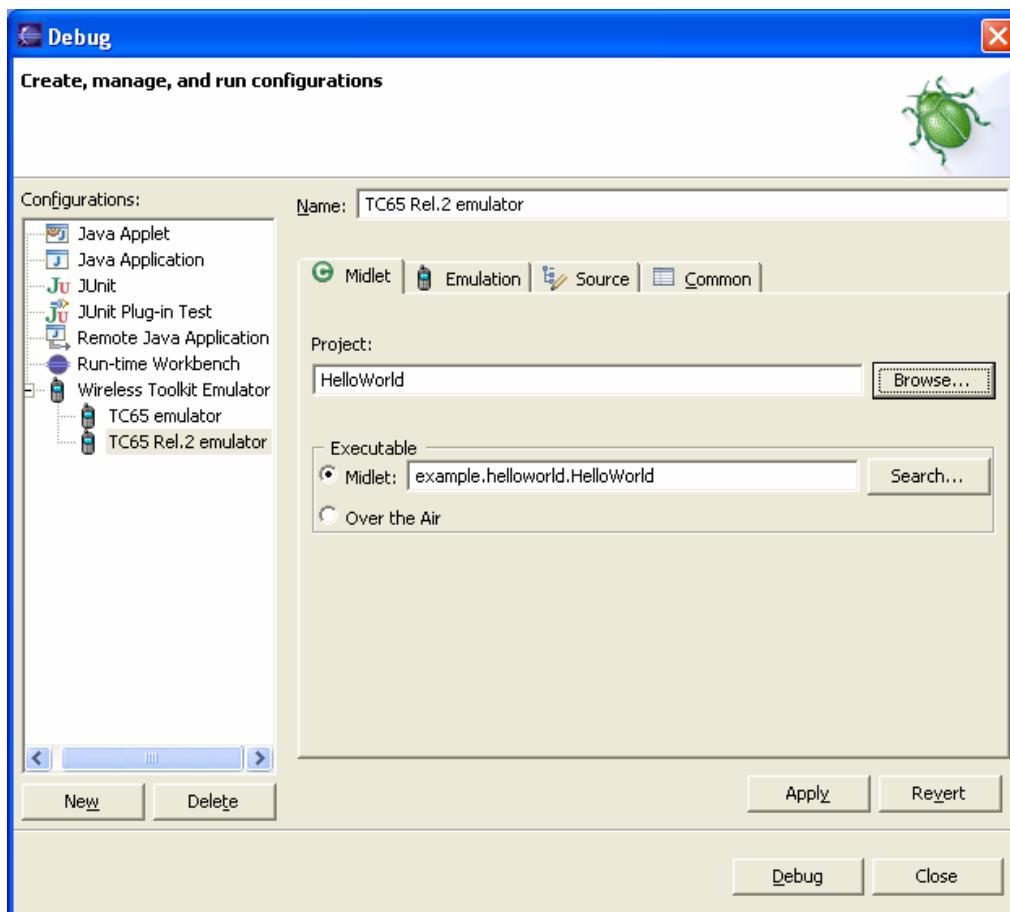 Debug
Create, manage, and run configurations
Configurations:
Java Applet
Java Application
JUnit
JUnit Plug-in Test
Remote Java Application
Run-time Workbench
Wireless Toolkit Emulator
TC65 emulator
TC65 Rel.2 emulator
New
Delete
Name: TC65 Rel.2 emulator
Midlet Emulation Source Common
Project:
HelloWorld Browse...
Executable
Midlet: example.helloworld.HelloWorld Search...
Over the Air
Apply Revert
Debug Close